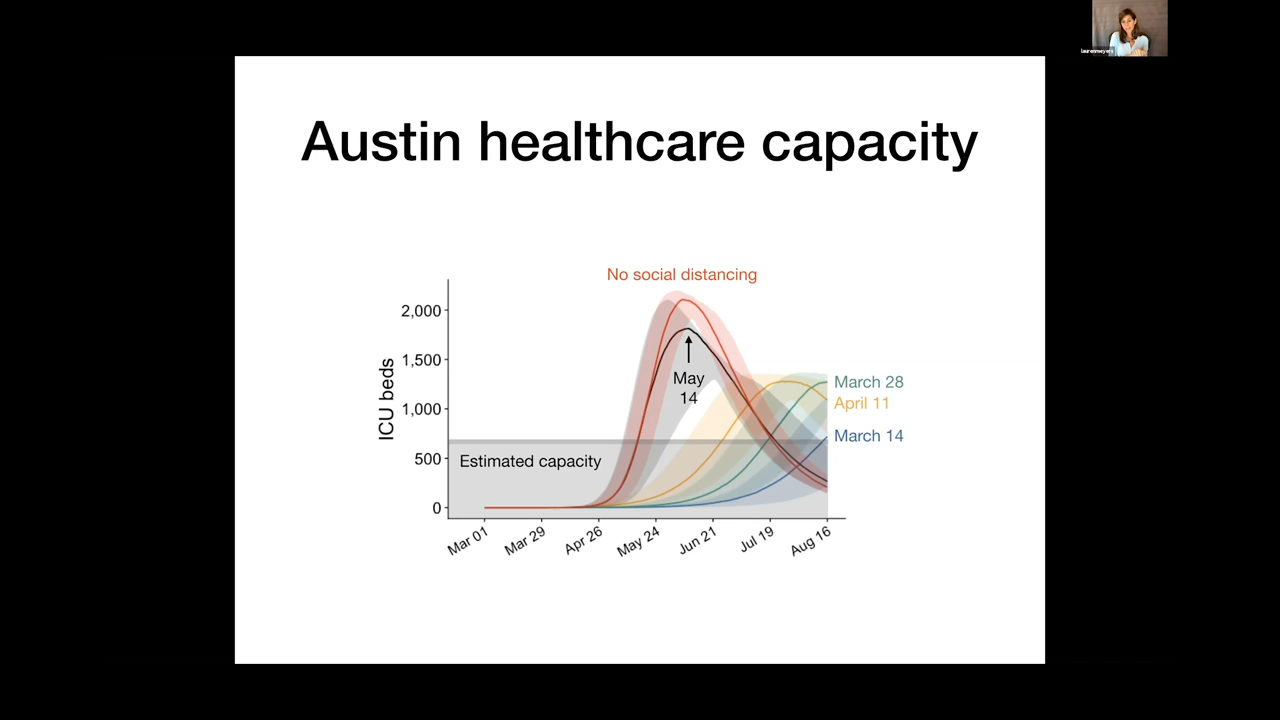 laurenmeyers
Austin healthcare capacity
No social distancing
ICU beds
2,000
1,500
1,000
500
0
May
14
Estimated capacity
March 28
April 11
March 14
Mar 01
Mar 29
Apr 26
May 24
Jun 21
Jul 19
Aug 16